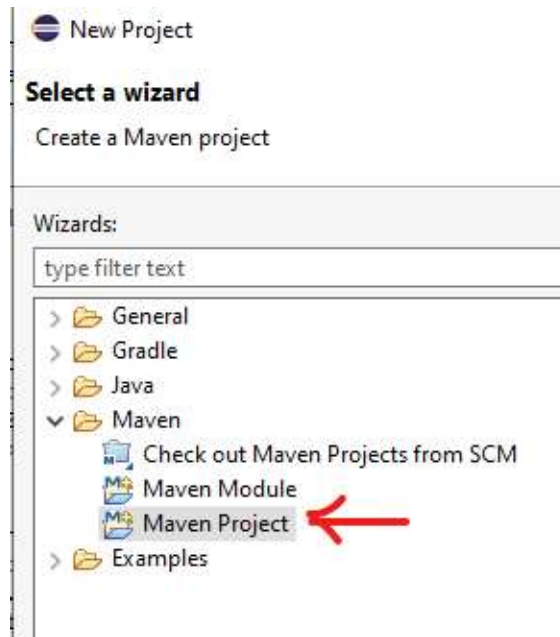 New Project
Select a wizard
Create a Maven project
Wizards:
type filter text
General
Gradle
Java
Maven
Check out Maven Projects from SCM
Maven Module
Maven Project
Examples